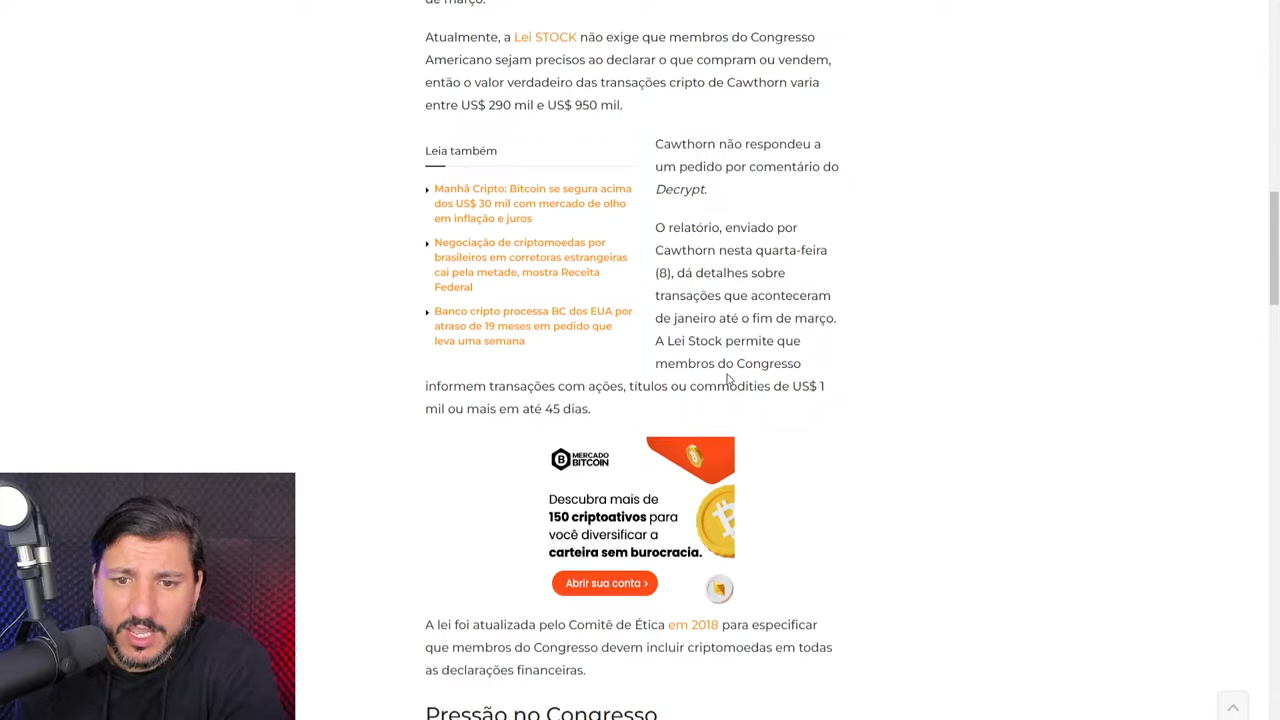 de março.
Atualmente, a Lei STOCK não exige que membros do Congresso
Americano sejam precisos ao declarar o que compram ou vendem,
então o valor verdadeiro das transações cripto de Cawthorn varia
entre US$ 290 mil e US$ 950 mil.
Leia também
Manhã Cripto: Bitcoin se segura acima
dos US$ 30 mil com mercado de olho
em inflação e juros
Negociação de criptomoedas por
brasileiros em corretoras estrangeiras
cai pela metade, mostra Receita
Federal
Banco cripto processa BC dos EUA por
atraso de 19 meses em pedido que
leva uma semana
Cawthorn não respondeu a
um pedido por comentário do
Decrypt.
O relatório, enviado por
Cawthorn nesta quarta-feira
(8), dá detalhes sobre
transações que aconteceram
de janeiro até o fim de março.
A Lei Stock permite que
membros do Congresso
informem transações com ações, títulos ou commodities de US$ 1
mil ou mais em até 45 dias.
MERCADO
BITCOIN
Descubra mais de
150 criptoativos para
você diversificar a
carteira sem burocracia.
Abrir sua conta >
A lei foi atualizada pelo Comitê de Ética em 2018 para especificar
que membros do Congresso devem incluir criptomoedas em todas
as declarações financeiras.
Pressão no Congresso